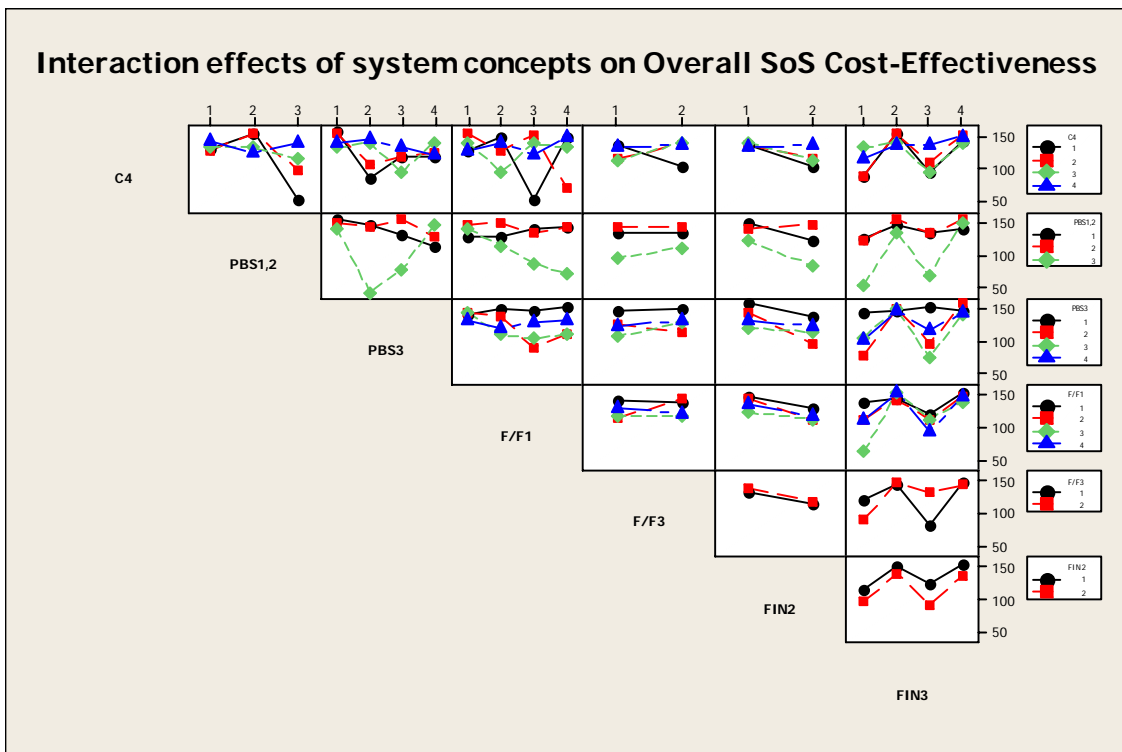 Interaction effects of system concepts on Overall SoS Cost-Effectiveness
1 2 3 1 2 3 4 1 2 3 4 1 2 1 2 1 2 3 4
C4
150
100
50
C4
1
2
3
4
PBS1,2
150
100
50
PBS1,2
1
2
3
PBS3
150
100
50
PBS3
1
2
3
4
F/F1
150
100
50
F/F1
1
2
3
4
F/F3
150
100
50
F/F3
1
2
FIN2
150
100
50
FIN2
1
2
FIN3